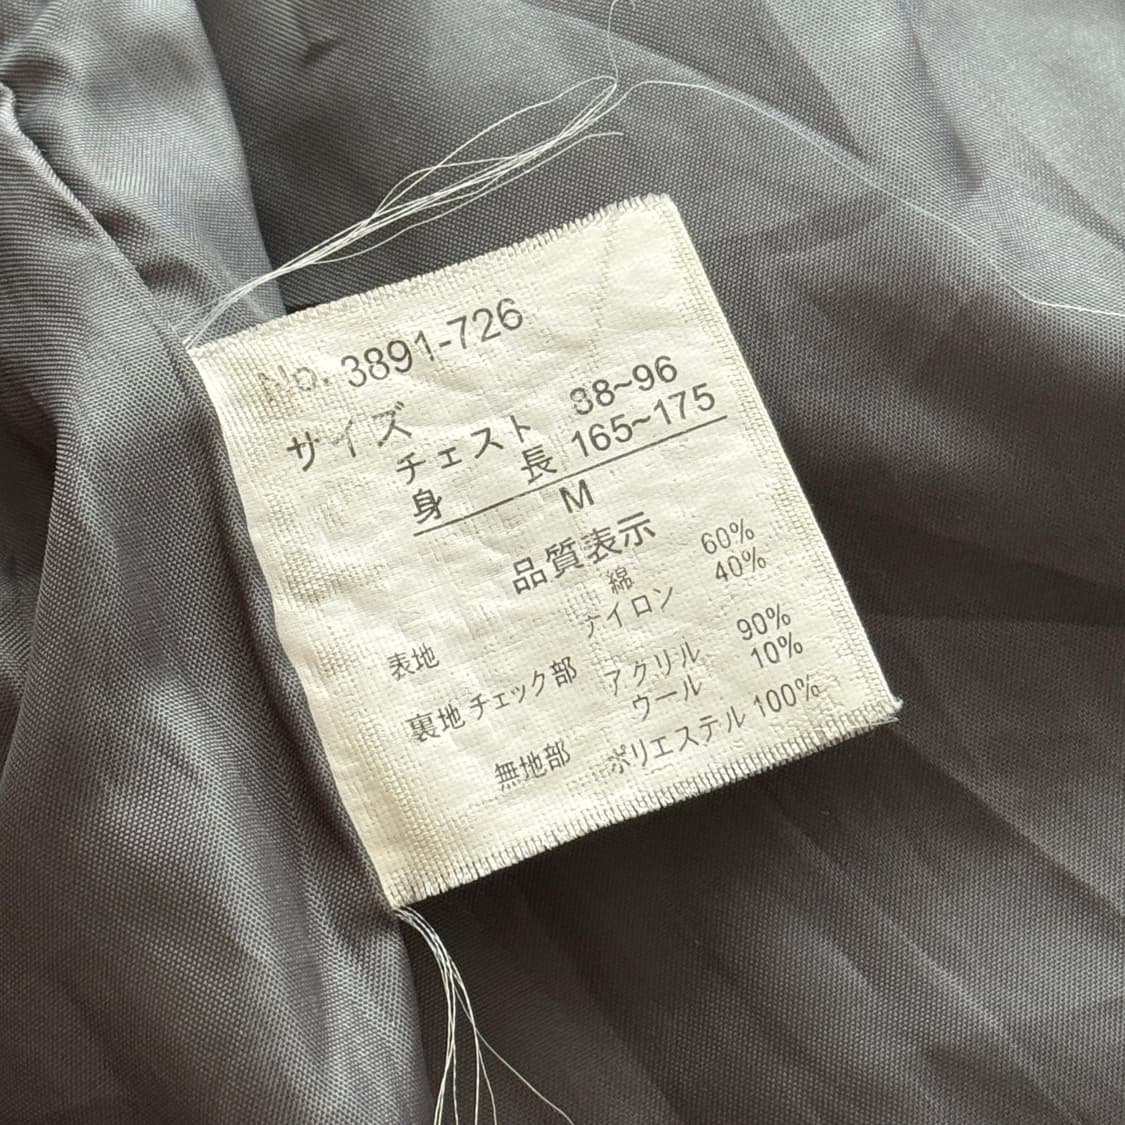 No. 3891-726
サイズ
チェスト 88~96
身長 165~175
M
品質表示
表地 綿 60%
ナイロン 40%
裏地 チェック部 アクリル 90%
ウール 10%
無地部 ポリエステル 100%